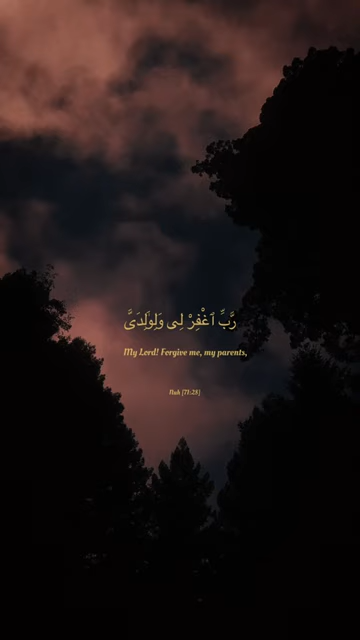 رَّبِّ ٱغْفِرْ لِى وَلِوَٰلِدَىَّ
My Lord! Forgive me, my parents,
Nuh [71:28]